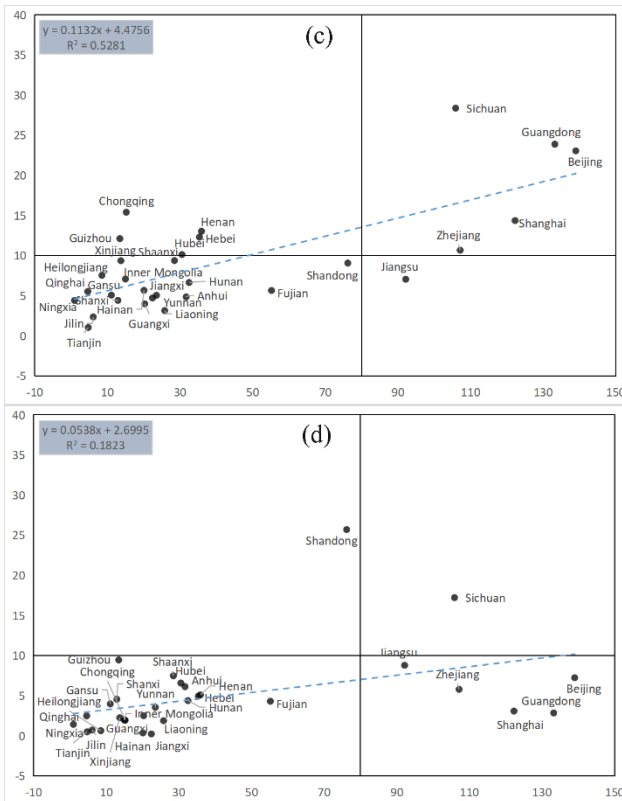 40
y = 0.1132x + 4.4756
R² = 0.5281
(c)
35
30
Sichuan
25
Guangdong
Beijing
20
Chongqing
15
Henan
Shanghai
Guizhou
Hubei
Hebei
Xinjiang
Shaanxi
Zhejiang
10
Heilongjiang
Inner Mongolia
Shandong
Jiangsu
Qinghai
Gansu
Jiangxi
Hunan
5
Ningxia
Shanxi
Hainan
Yunnan
Anhui
Fujian
Jilin
Guangxi
Liaoning
Tianjin
0
-5
-10 10 30 50 70 90 110 130 150
40
y = 0.0538x + 2.6995
R² = 0.1823
(d)
35
30
25
Shandong
20
Sichuan
15
10
Guizhou
Shaanxi
Jiangsu
Chongqing
Hubei
Zhejiang
Gansu
Shanxi
Anhui
Henan
Beijing
5
Heilongjiang
Yunnan
Hebei
Fujian
Guangdong
Qinghai
Inner Mongolia
Hunan
Shanghai
Ningxia
Guangxi
Liaoning
0
Tianjin
Jilin
Hainan
Jiangxi
Xinjiang
-5
-10 10 30 50 70 90 110 130 150